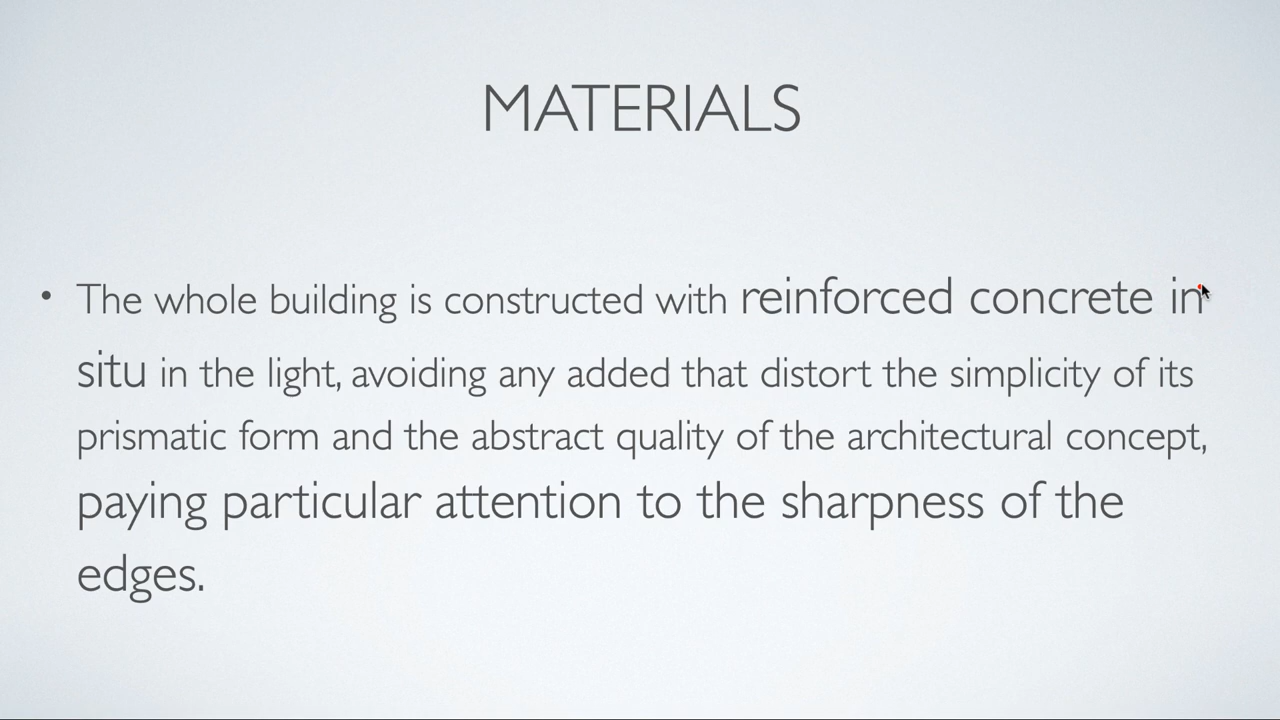 MATERIALS
• The whole building is constructed with reinforced concrete in
situ in the light, avoiding any added that distort the simplicity of its
prismatic form and the abstract quality of the architectural concept,
paying particular attention to the sharpness of the
edges.